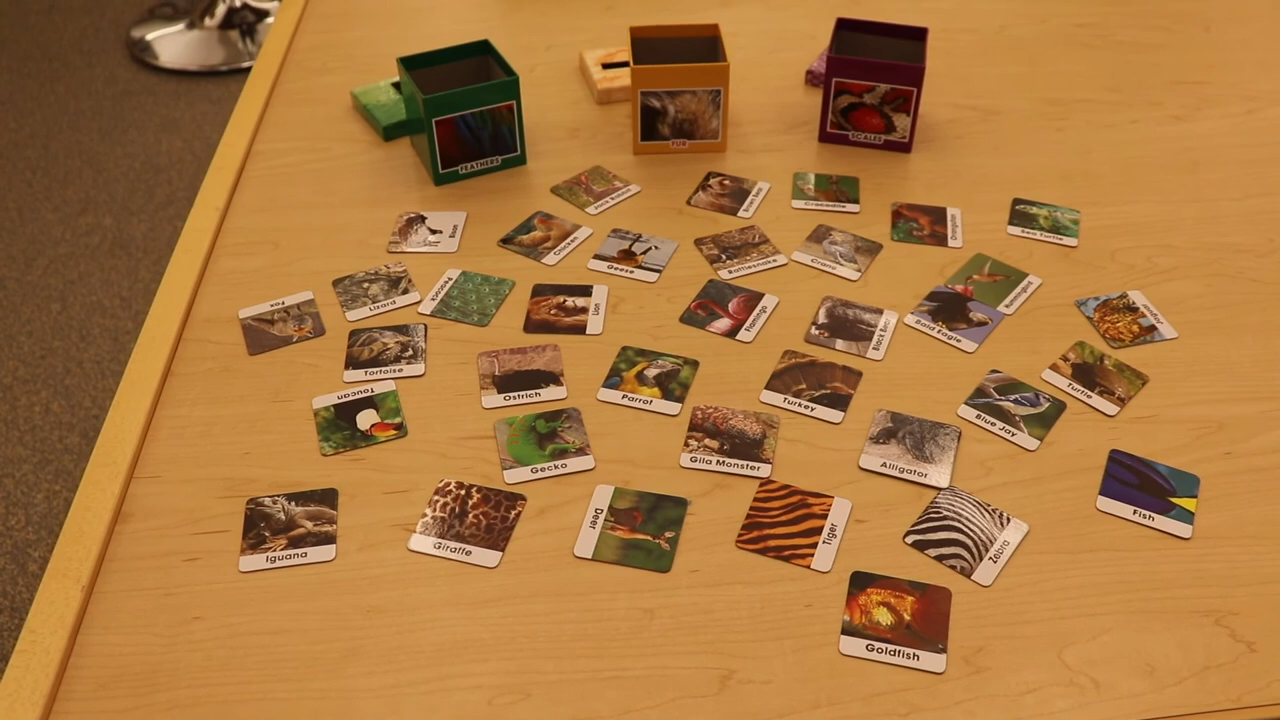 FEATHERS
FUR
SCALES
Jack Rabbit
Brown Bear
Crocodile
Orangutan
Sea Turtle
Bison
Chicken
Geese
Rattlesnake
Crane
Hummingbird
Fox
Lizard
Peacock
Lion
Flamingo
Black Bear
Bald Eagle
Jaguar
Tortoise
Ostrich
Parrot
Turkey
Blue Jay
Turtle
Toucan
Gecko
Gila Monster
Alligator
Fish
Iguana
Giraffe
Deer
Tiger
Zebra
Goldfish